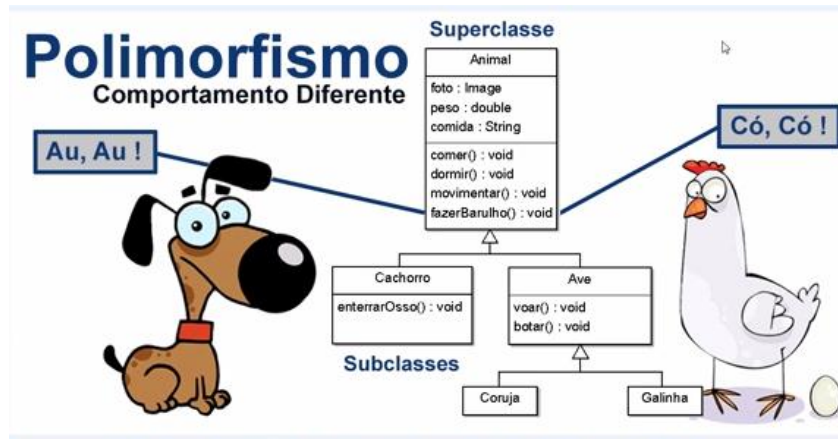 Polimorfismo
Comportamento Diferente
Superclasse
Animal
foto : Image
peso : double
comida : String
comer() : void
dormir() : void
movimentar() : void
fazerBarulho() : void
Au, Au !
Có, Có !
Cachorro
enterrarOsso() : void
Ave
voar() : void
botar() : void
Subclasses
Coruja
Galinha